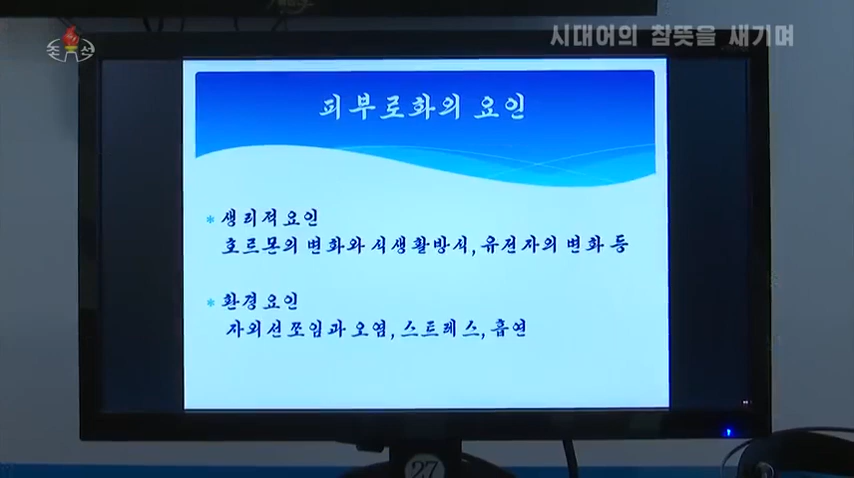 조선
시대어의 참뜻을 새기며
피부로화의 요인
* 생리적요인
호르몬의 변화와 식생활방식, 유전자의 변화 등
* 환경요인
자외선쪼임과 오염, 스트레스, 흡연
27